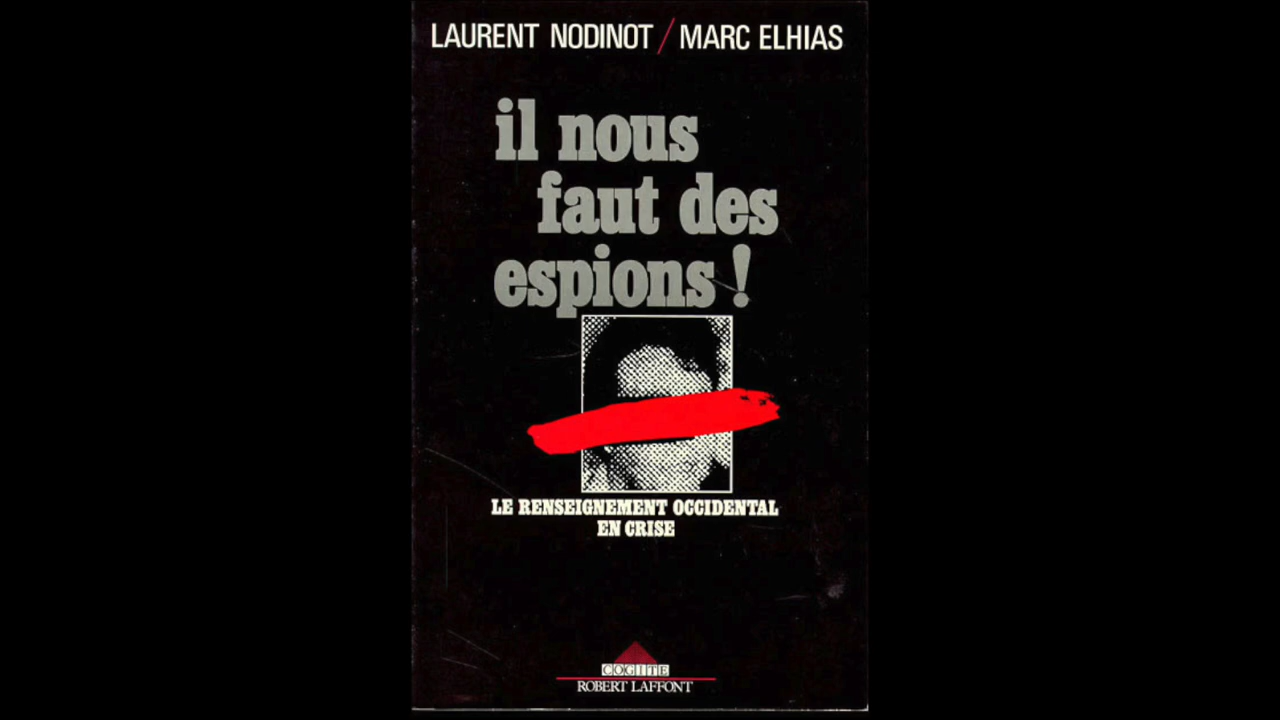 LAURENT NODINOT / MARC ELHIAS
il nous
faut des
espions !
LE RENSEIGNEMENT OCCIDENTAL
EN CRISE
COGITE
ROBERT LAFFONT